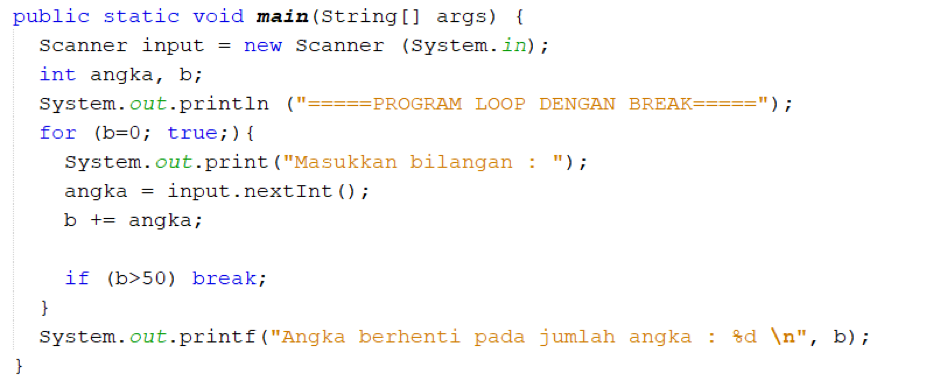 public static void main(String[] args) {
Scanner input = new Scanner (System.in);
int angka, b;
System.out.println ("=====PROGRAM LOOP DENGAN BREAK=====");
for (b=0; true;){
System.out.print("Masukkan bilangan : ");
angka = input.nextInt();
b += angka;
if (b>50) break;
}
System.out.printf("Angka berhenti pada jumlah angka : %d \n", b);
}